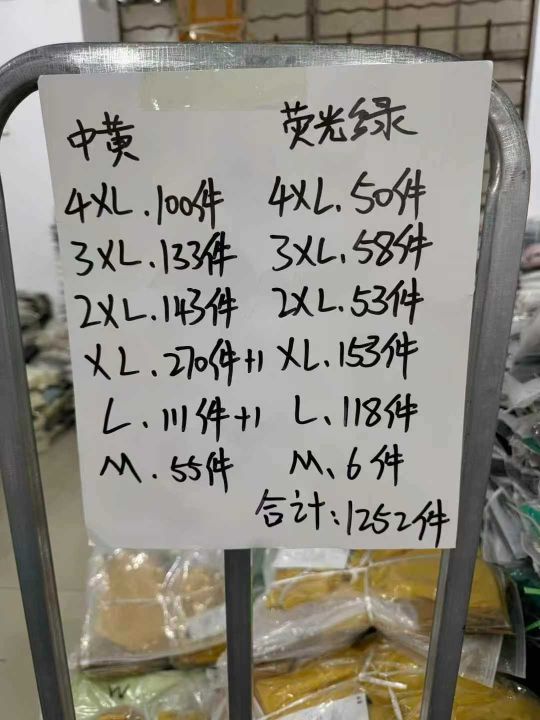 中黄 荧光绿
4XL.100件 4XL.50件
3XL.133件 3XL、58件
2XL.143件 2XL、53件
XL.270件+1 XL、153件
L.111件+1 L、118件
M.55件 M、6件
合计:1252件